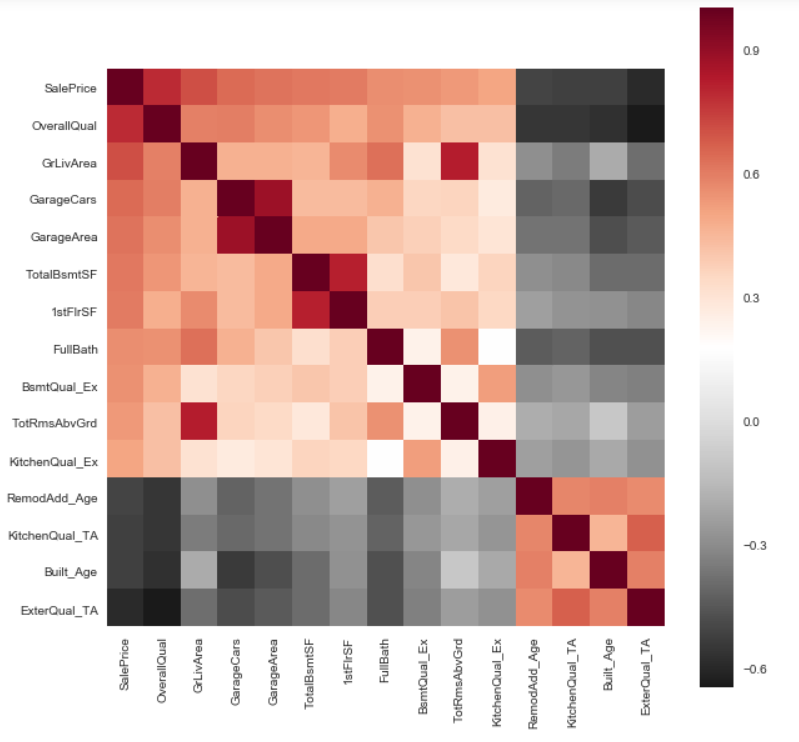 SalePrice
OverallQual
GrLivArea
GarageCars
GarageArea
TotalBsmtSF
1stFlrSF
FullBath
BsmtQual_Ex
TotRmsAbvGrd
KitchenQual_Ex
RemodAdd_Age
KitchenQual_TA
Built_Age
ExterQual_TA
SalePrice
OverallQual
GrLivArea
GarageCars
GarageArea
TotalBsmtSF
1stFlrSF
FullBath
BsmtQual_Ex
TotRmsAbvGrd
KitchenQual_Ex
RemodAdd_Age
KitchenQual_TA
Built_Age
ExterQual_TA
0.9
0.6
0.3
0.0
−0.3
−0.6